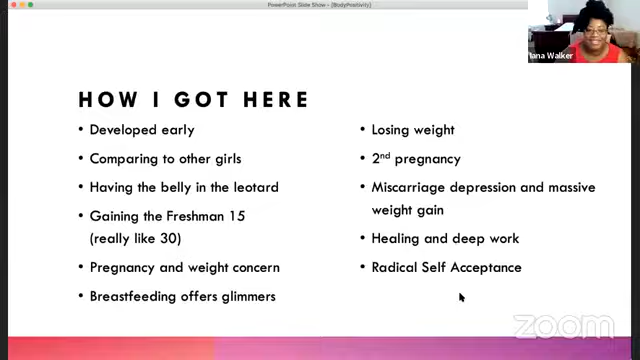 PowerPoint Slide Show - [BodyPositivity]
Iana Walker
HOW I GOT HERE
• Developed early
• Comparing to other girls
• Having the belly in the leotard
• Gaining the Freshman 15
(really like 30)
• Pregnancy and weight concern
• Breastfeeding offers glimmers
• Losing weight
• 2nd pregnancy
• Miscarriage depression and massive
weight gain
• Healing and deep work
• Radical Self Acceptance
zoom